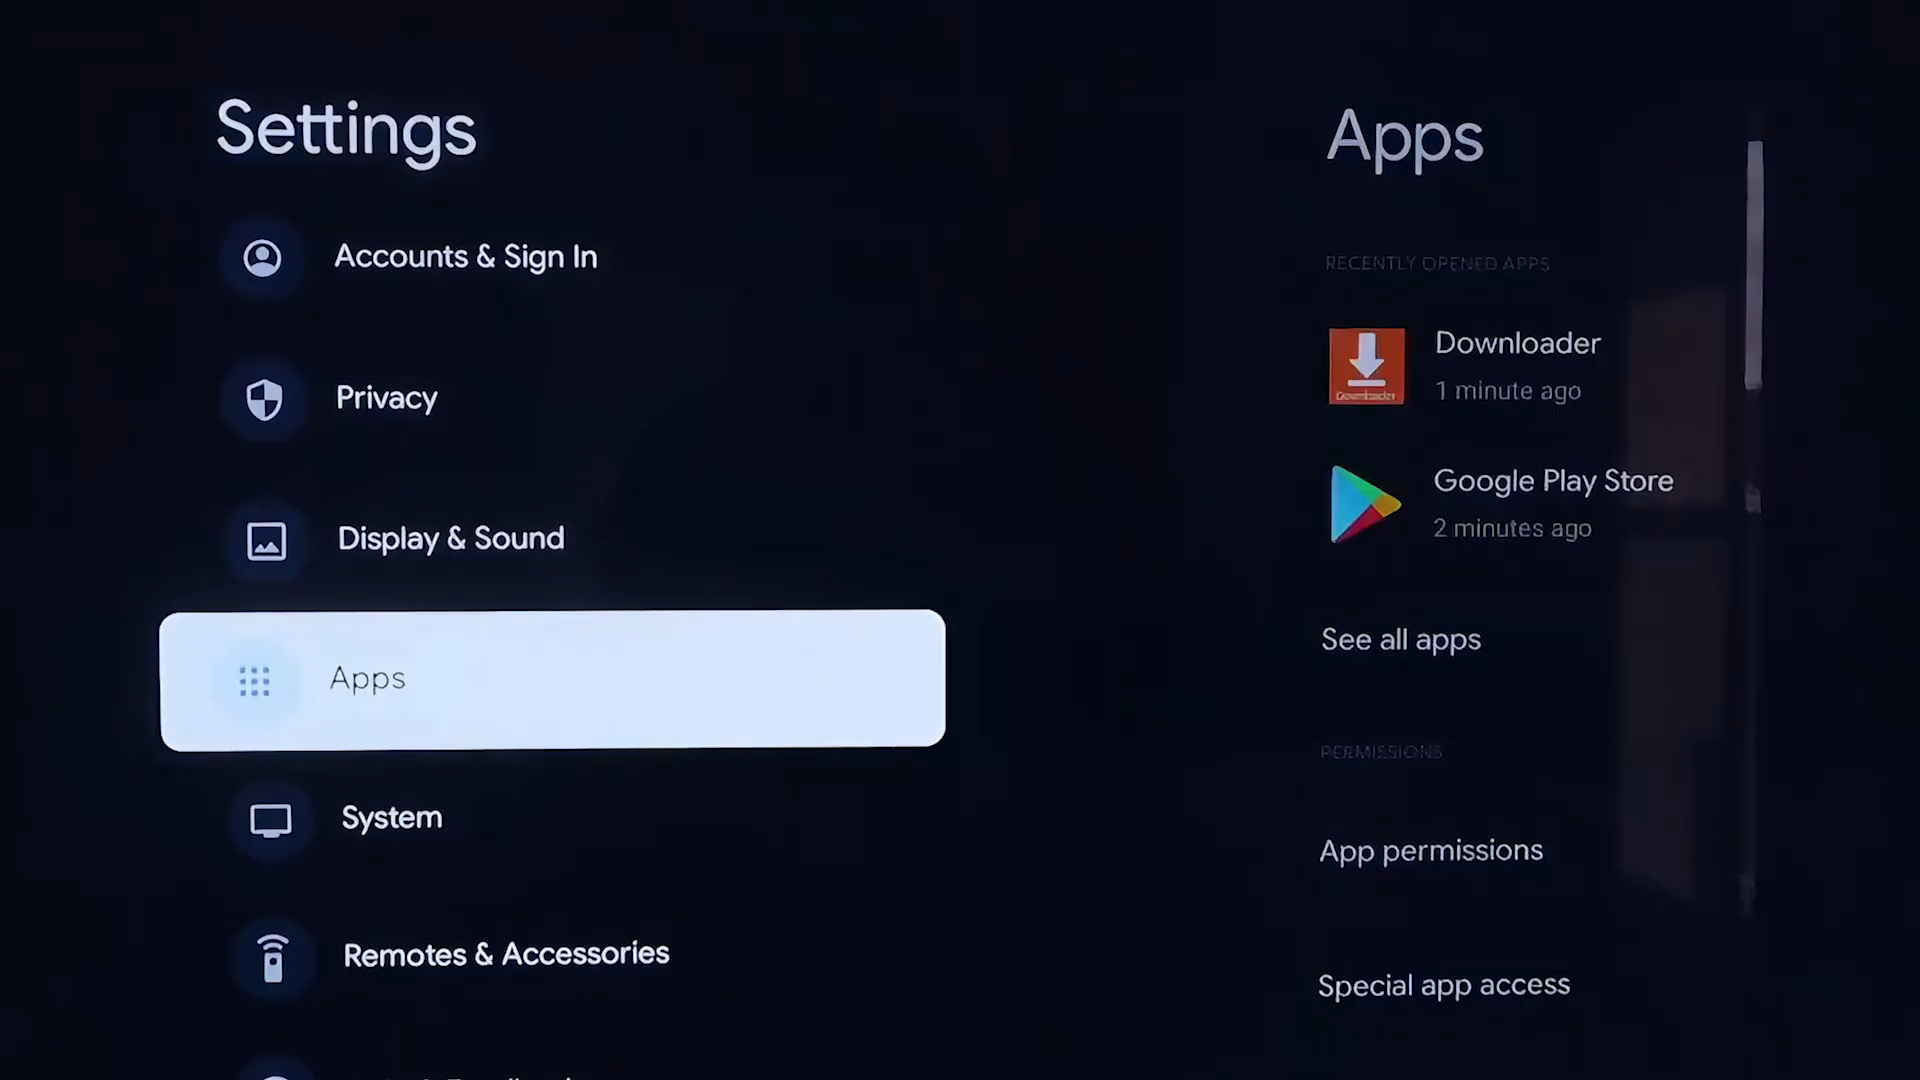 Settings
Accounts & Sign In
Privacy
Display & Sound
Apps
System
Remotes & Accessories
Apps
RECENTLY OPENED APPS
Downloader
Downloader
1 minute ago
Google Play Store
2 minutes ago
See all apps
PERMISSIONS
App permissions
Special app access